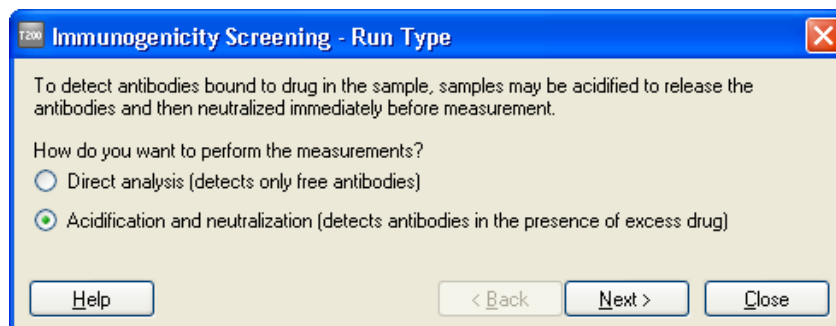 T200 Immunogenicity Screening - Run Type
To detect antibodies bound to drug in the sample, samples may be acidified to release the
antibodies and then neutralized immediately before measurement.
How do you want to perform the measurements?
Direct analysis (detects only free antibodies)
Acidification and neutralization (detects antibodies in the presence of excess drug)
Help < Back Next > Close